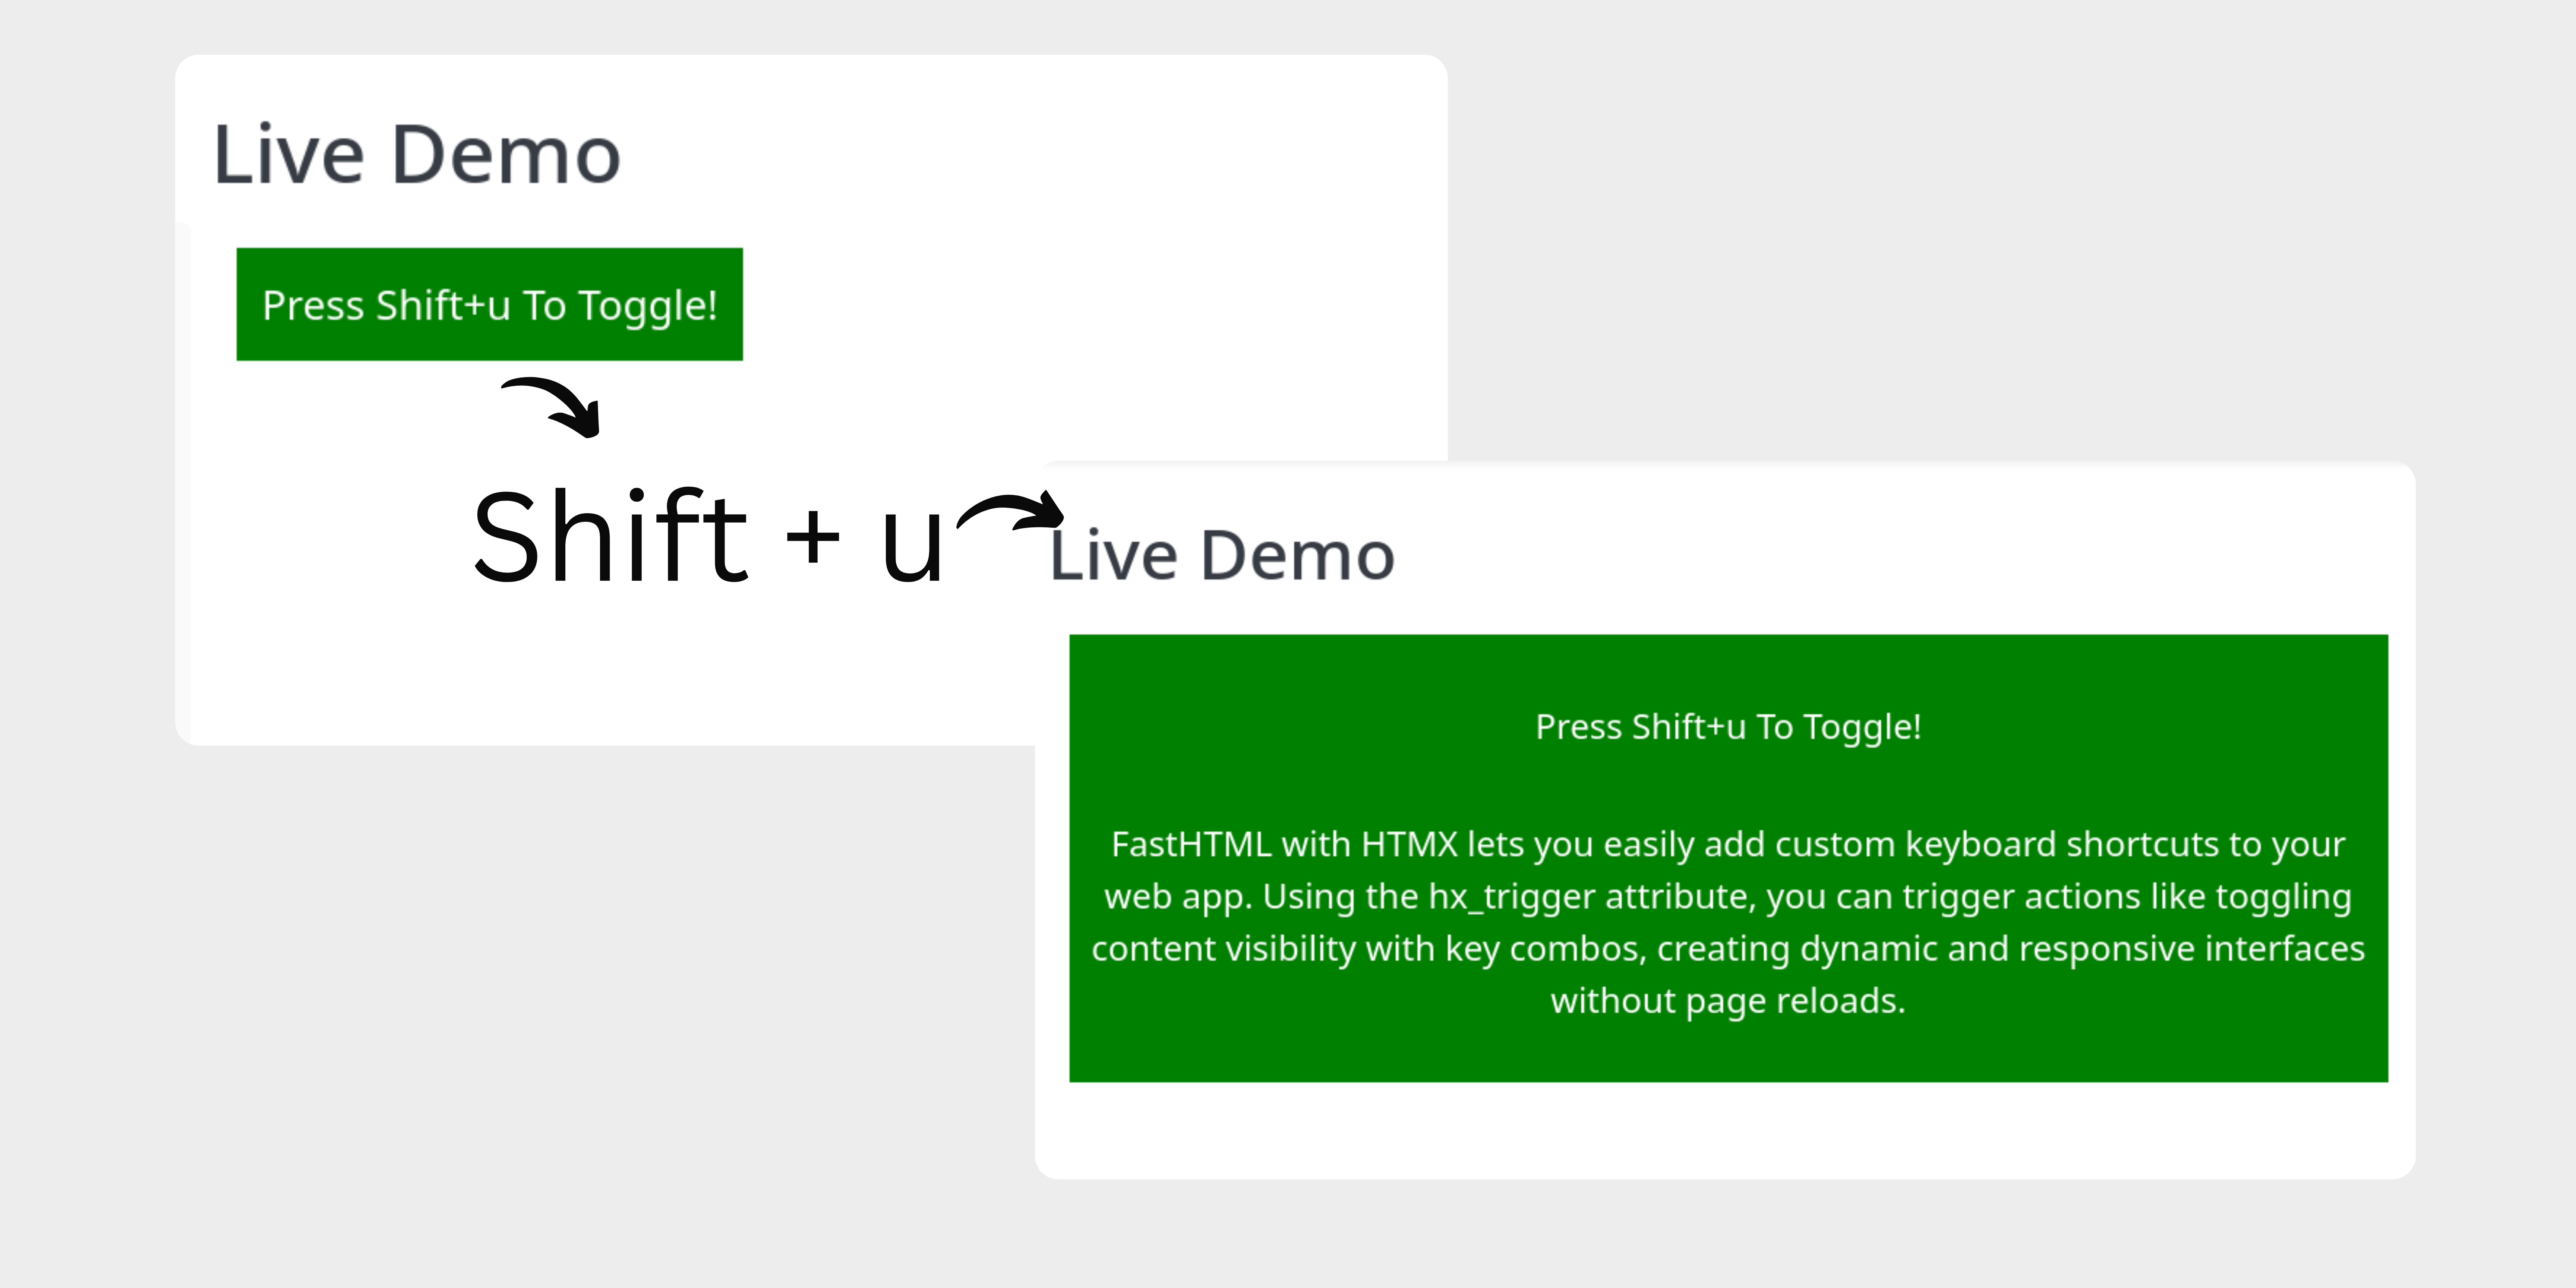 Live Demo
Press Shift+u To Toggle!
Shift + u
Live Demo
Press Shift+u To Toggle!
FastHTML with HTMX lets you easily add custom keyboard shortcuts to your
web app. Using the hx_trigger attribute, you can trigger actions like toggling
content visibility with key combos, creating dynamic and responsive interfaces
without page reloads.